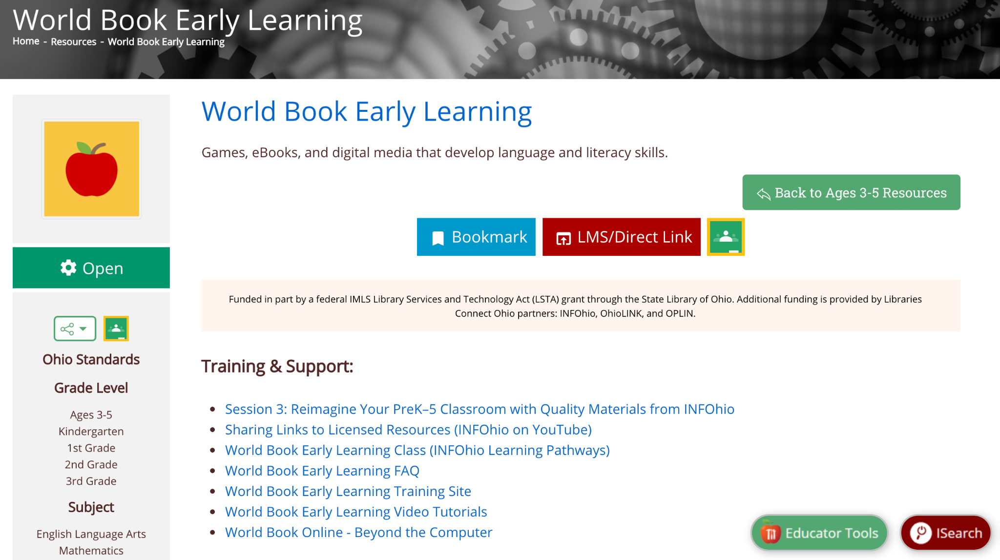 World Book Early Learning
Home - Resources - World Book Early Learning
Open
Ohio Standards
Grade Level
Ages 3-5
Kindergarten
1st Grade
2nd Grade
3rd Grade
Subject
English Language Arts
Mathematics
World Book Early Learning
Games, eBooks, and digital media that develop language and literacy skills.
Back to Ages 3-5 Resources
Bookmark
LMS/Direct Link
Funded in part by a federal IMLS Library Services and Technology Act (LSTA) grant through the State Library of Ohio. Additional funding is provided by Libraries
Connect Ohio partners: INFOhio, OhioLINK, and OPLIN.
Training & Support:
• Session 3: Reimagine Your PreK–5 Classroom with Quality Materials from INFOhio
• Sharing Links to Licensed Resources (INFOhio on YouTube)
• World Book Early Learning Class (INFOhio Learning Pathways)
• World Book Early Learning FAQ
• World Book Early Learning Training Site
• World Book Early Learning Video Tutorials
• World Book Online - Beyond the Computer
Educator Tools
ISearch